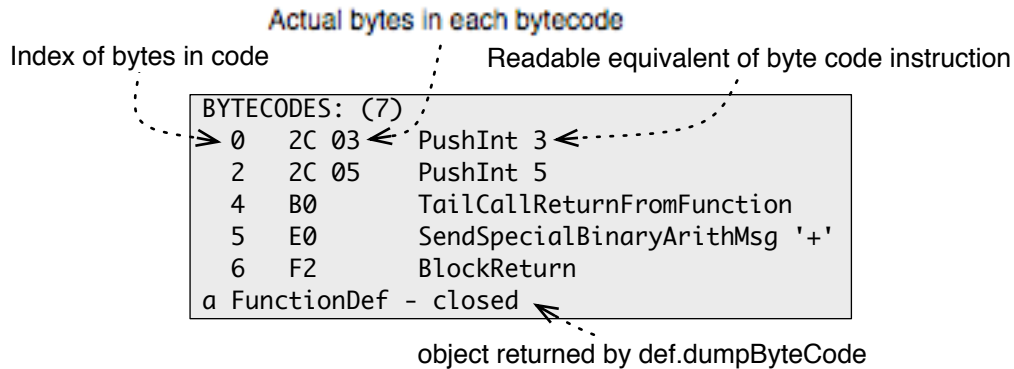 Actual bytes in each bytecode
Index of bytes in code
Readable equivalent of byte code instruction
BYTECODES: (7)
0 2C 03 PushInt 3
2 2C 05 PushInt 5
4 B0 TailCallReturnFromFunction
5 E0 SendSpecialBinaryArithMsg '+'
6 F2 BlockReturn
a FunctionDef - closed
object returned by def.dumpByteCode